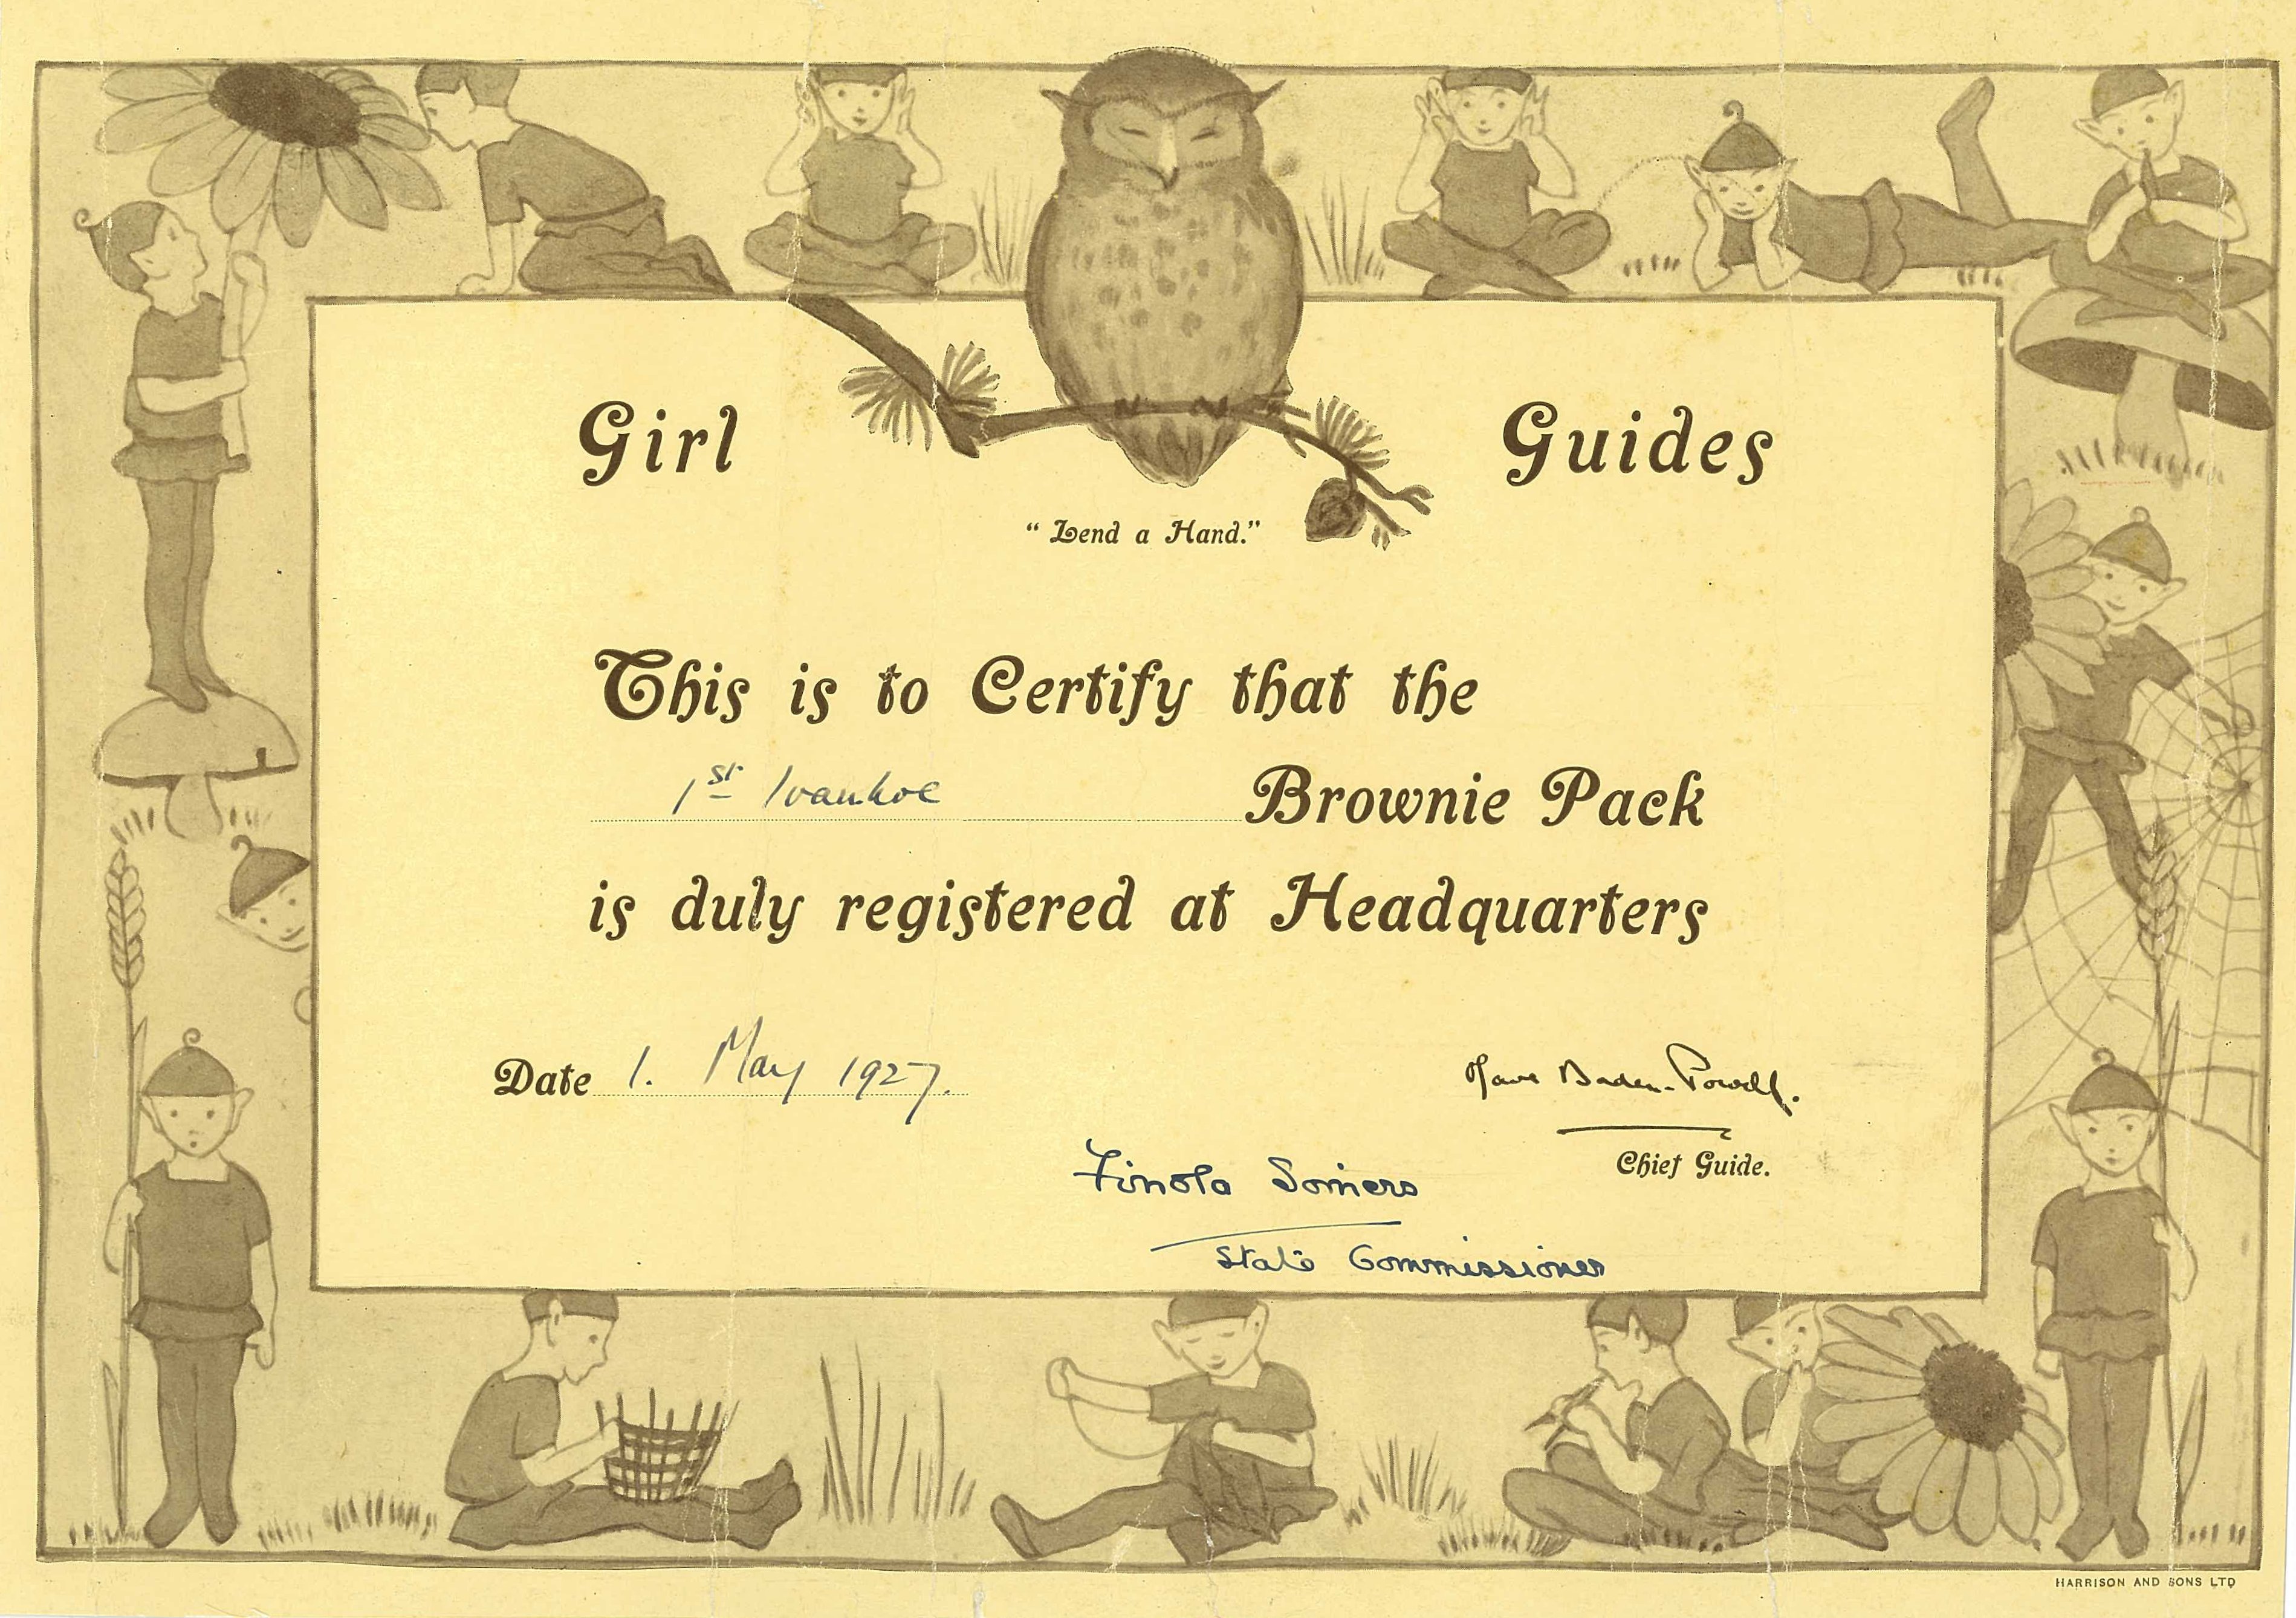 Girl Guides
“ Lend a Hand.”
This is to Certify that the
1st Ivanhoe Brownie Pack
is duly registered at Headquarters
Date 1. May 1927.
Olave Baden-Powell.
Chief Guide.
Finola Somers
State Commissioner
HARRISON AND SONS LTD